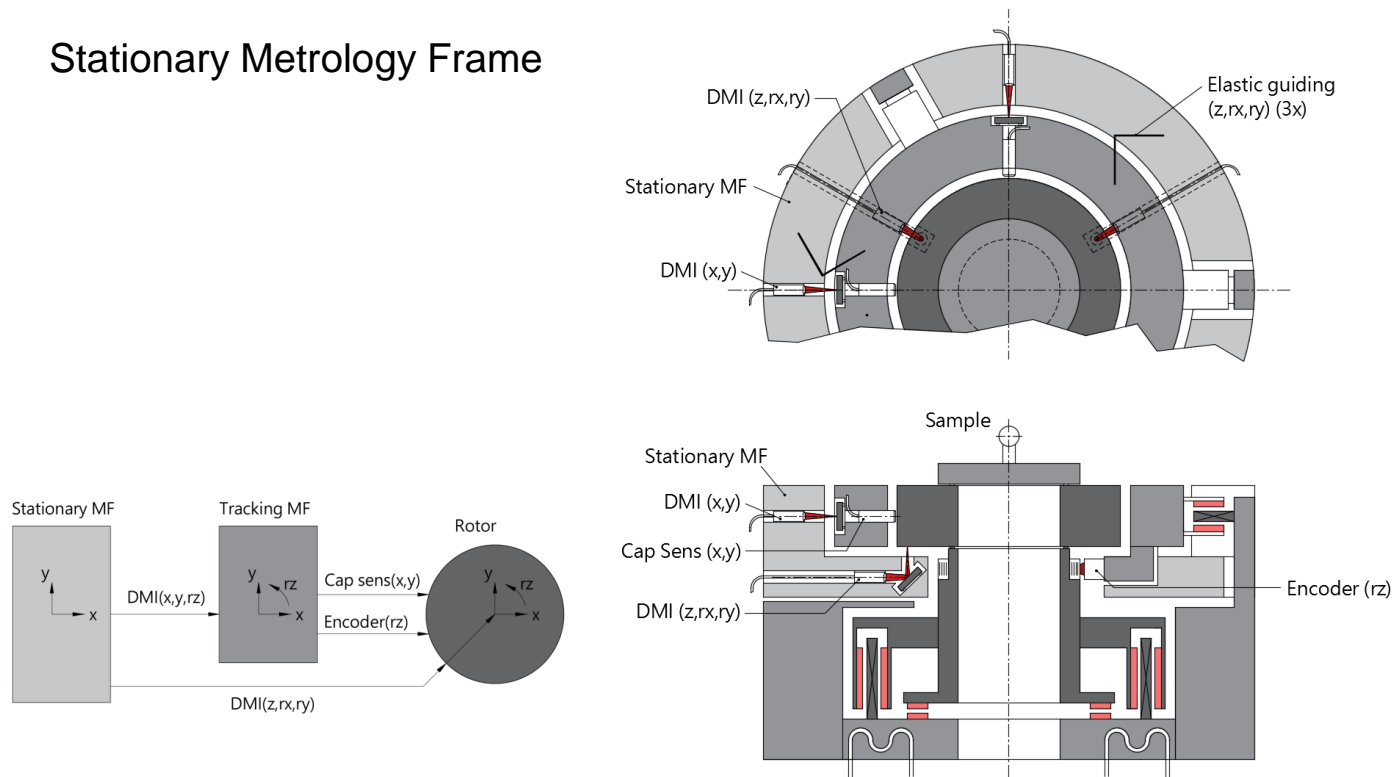 Stationary Metrology Frame
DMI (z,rx,ry)
Elastic guiding
(z,rx,ry) (3x)
Stationary MF
DMI (x,y)
Sample
Stationary MF
DMI (x,y)
Cap Sens (x,y)
DMI (z,rx,ry)
Encoder (rz)
Stationary MF
Tracking MF
Rotor
y
x
DMI(x,y,rz)
y
rz
x
Cap sens(x,y)
Encoder(rz)
y
rz
x
DMI(z,rx,ry)